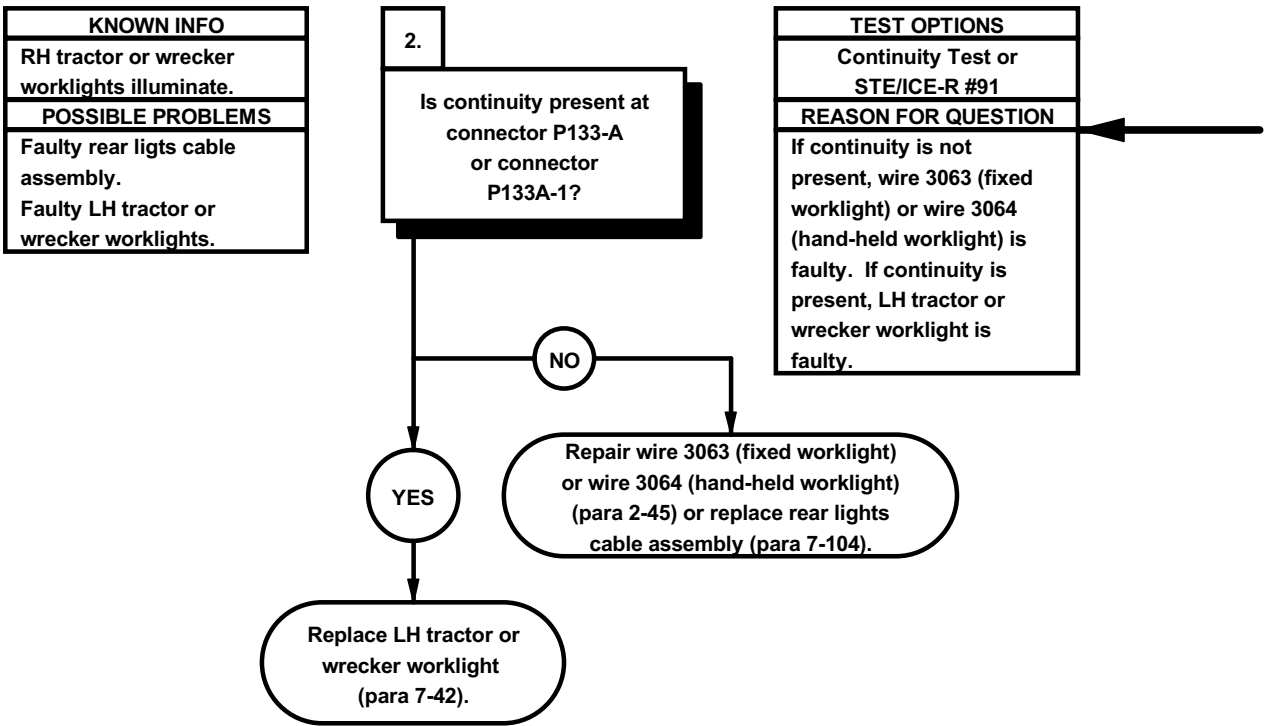 KNOWN INFO
RH tractor or wrecker
worklights illuminate.
POSSIBLE PROBLEMS
Faulty rear ligts cable
assembly.
Faulty LH tractor or
wrecker worklights.
2.
Is continuity present at
connector P133-A
or connector
P133A-1?
TEST OPTIONS
Continuity Test or
STE/ICE-R #91
REASON FOR QUESTION
If continuity is not
present, wire 3063 (fixed
worklight) or wire 3064
(hand-held worklight) is
faulty.  If continuity is
present, LH tractor or
wrecker worklight is
faulty.
NO
YES
Repair wire 3063 (fixed worklight)
or wire 3064 (hand-held worklight)
(para 2-45) or replace rear lights
cable assembly (para 7-104).
Replace LH tractor or
wrecker worklight
(para 7-42).